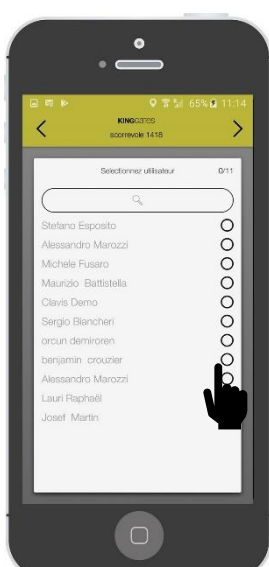 65% 11:14
KINGgates
scorrevole 1418
Selectionnez utilisateur 0/11
Stefano Esposito
Alessandro Marozzi
Michele Fusaro
Maurizio Battistella
Clavis Demo
Sergio Biancheri
orcun demiroren
benjamin crouzier
Alessandro Marozzi
Lauri Raphaël
Josef Martin